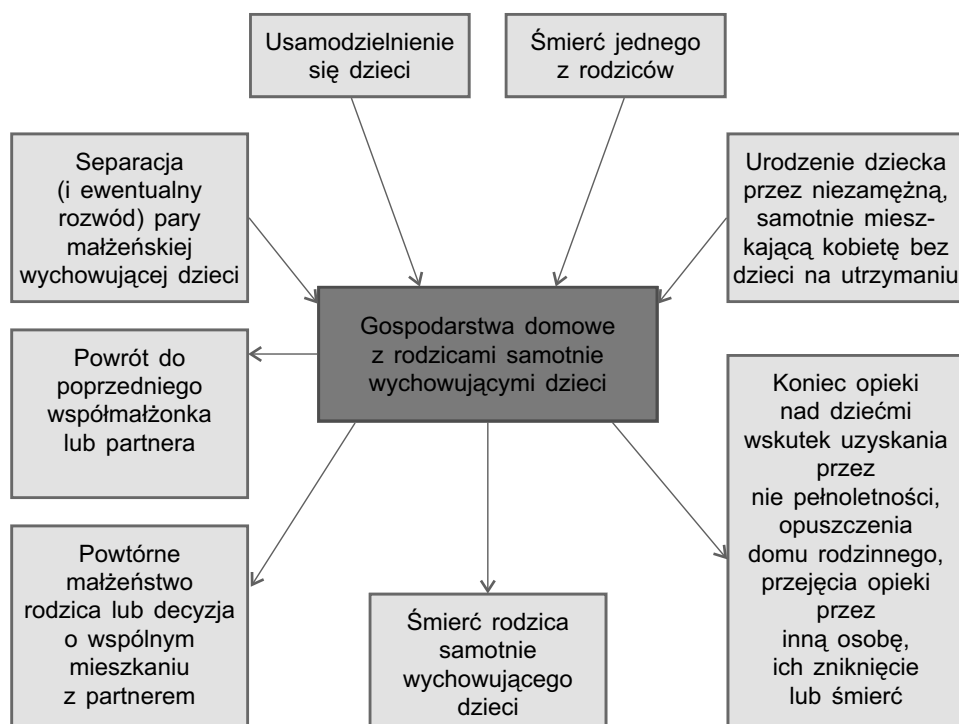 Usamodzielnienie
się dzieci
Śmierć jednego
z rodziców
Separacja
(i ewentualny
rozwód) pary
małżeńskiej
wychowującej dzieci
Urodzenie dziecka
przez niezamężną,
samotnie miesz-
kającą kobietę bez
dzieci na utrzymaniu
Gospodarstwa domowe
z rodzicami samotnie
wychowującymi dzieci
Powrót do
poprzedniego
współmałżonka
lub partnera
Koniec opieki
nad dziećmi
wskutek uzyskania
przez
nie pełnoletności,
opuszczenia
domu rodzinnego,
przejęcia opieki
przez
inną osobę,
ich zniknięcie
lub śmierć
Powtórne
małżeństwo
rodzica lub decyzja
o wspólnym
mieszkaniu
z partnerem
Śmierć rodzica
samotnie
wychowującego
dzieci